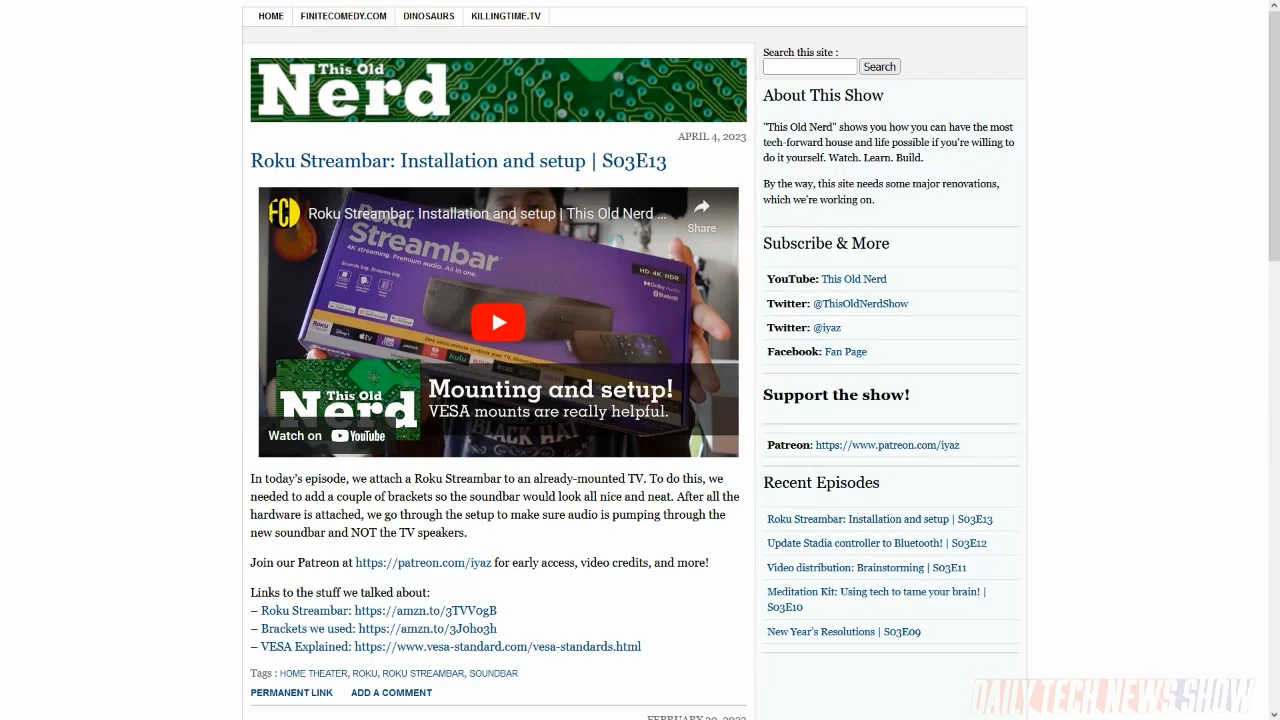 HOME FINITECOMEDY.COM DINOSAURS KILLINGTIME.TV
This Old
Nerd
APRIL 4, 2023
Roku Streambar: Installation and setup | S03E13
FCL
Roku Streambar: Installation and setup | This Old Nerd ...
Share
Roku
Streambar
4K streaming. Premium audio. All in one.
HD·4K·HDR
Dolby Audio
Bluetooth
This Old
Nerd
Mounting and setup!
VESA mounts are really helpful.
BLACK HAT
Watch on YouTube
In today's episode, we attach a Roku Streambar to an already-mounted TV. To do this, we
needed to add a couple of brackets so the soundbar would look all nice and neat. After all the
hardware is attached, we go through the setup to make sure audio is pumping through the
new soundbar and NOT the TV speakers.
Join our Patreon at https://patreon.com/iyaz for early access, video credits, and more!
Links to the stuff we talked about:
– Roku Streambar: https://amzn.to/3TVV0gB
– Brackets we used: https://amzn.to/3J0ho3h
– VESA Explained: https://www.vesa-standard.com/vesa-standards.html
Tags : HOME THEATER, ROKU, ROKU STREAMBAR, SOUNDBAR
PERMANENT LINK ADD A COMMENT
Search this site :
Search
About This Show
"This Old Nerd" shows you how you can have the most
tech-forward house and life possible if you're willing to
do it yourself. Watch. Learn. Build.
By the way, this site needs some major renovations,
which we're working on.
Subscribe & More
YouTube: This Old Nerd
Twitter: @ThisOldNerdShow
Twitter: @iyaz
Facebook: Fan Page
Support the show!
Patreon: https://www.patreon.com/iyaz
Recent Episodes
Roku Streambar: Installation and setup | S03E13
Update Stadia controller to Bluetooth! | S03E12
Video distribution: Brainstorming | S03E11
Meditation Kit: Using tech to tame your brain! |
S03E10
New Year's Resolutions | S03E09
DAILY TECH NEWS SHOW